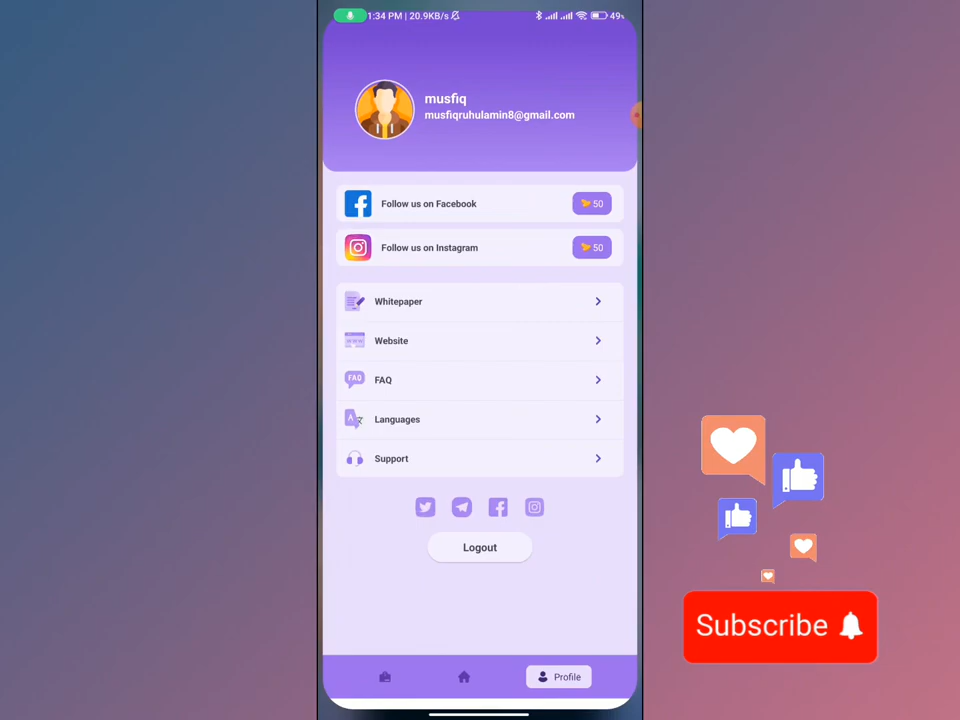 1:34 PM | 20.9KB/s
49%
musfiq
musfiqruhulamin8@gmail.com
Follow us on Facebook
50
Follow us on Instagram
50
Whitepaper
Website
FAQ
FAQ
Languages
Support
Logout
Profile
Subscribe